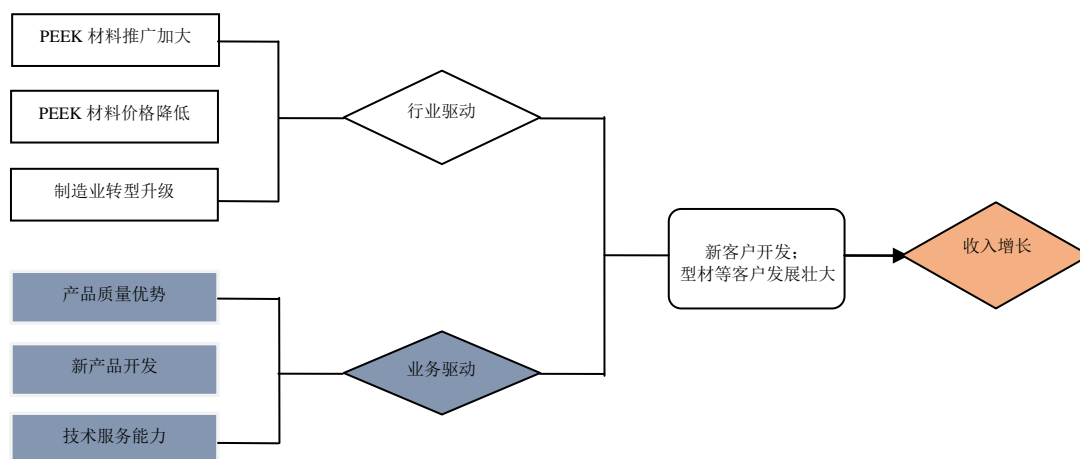 PEEK 材料推广加大
PEEK 材料价格降低
行业驱动
制造业转型升级
新客户开发；
型材等客户发展壮大
收入增长
产品质量优势
新产品开发
业务驱动
技术服务能力